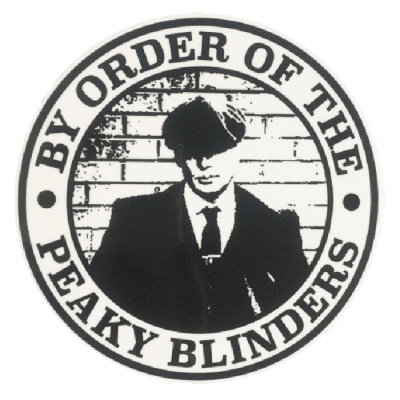 BY ORDER OF THE
PEAKY BLINDERS